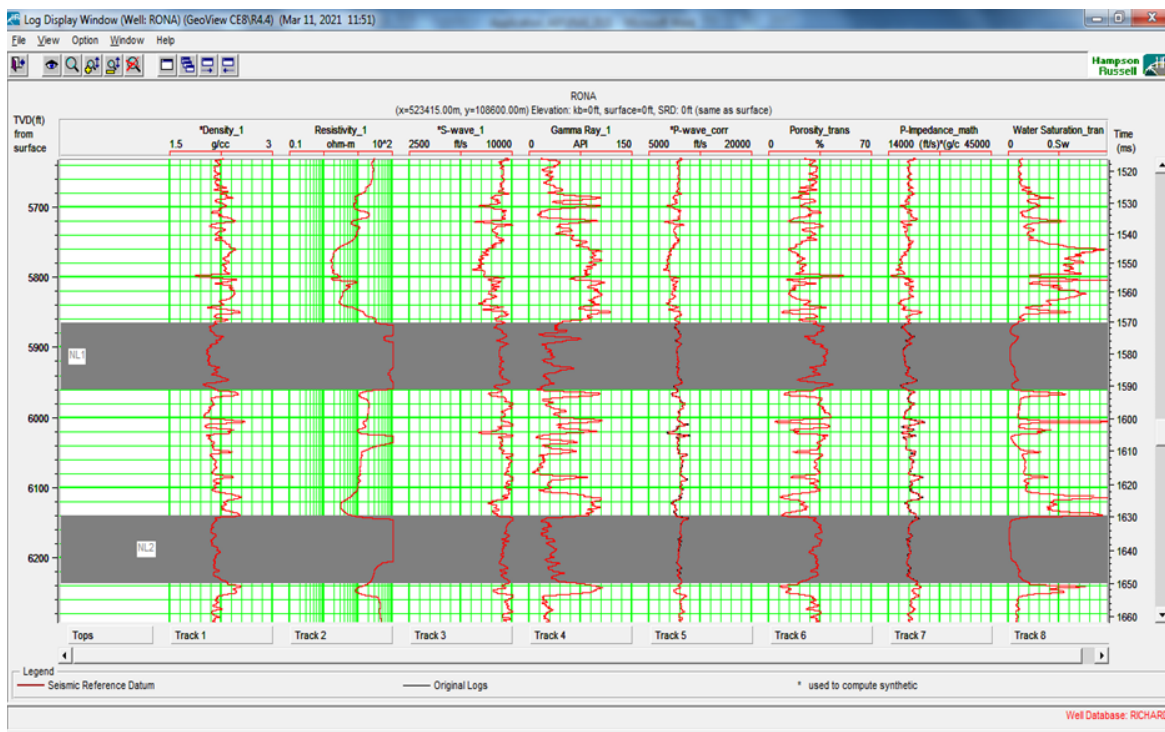 Log Display Window (Well: RONA) (GeoView CE8\R4.4) (Mar 11, 2021 11:51)
File View Option Window Help
Hampson
Russell
RONA
(x=523415.00m, y=108600.00m) Elevation: kb=0ft, surface=0ft, SRD: 0ft (same as surface)
TVD(ft)
from
surface
*Density_1 Resistivity_1 *S-wave_1 Gamma Ray_1 *P-wave_corr Porosity_trans P-Impedance_math Water Saturation_tran
Time
(ms)
1.5 g/cc 3 0.1 ohm-m 10^2 2500 ft/s 10000 0 API 150 5000 ft/s 20000 0 % 70 14000 (ft/s)*(g/c 45000 0 0.Sw
1520
5700 1530
1540
5800 1550
1560
1570
5900 1580
NL1
1590
6000 1600
1610
6100 1620
1630
NL2
6200 1640
1650
1660
Tops Track 1 Track 2 Track 3 Track 4 Track 5 Track 6 Track 7 Track 8
Legend
Seismic Reference Datum Original Logs * used to compute synthetic
Well Database: RICHARD